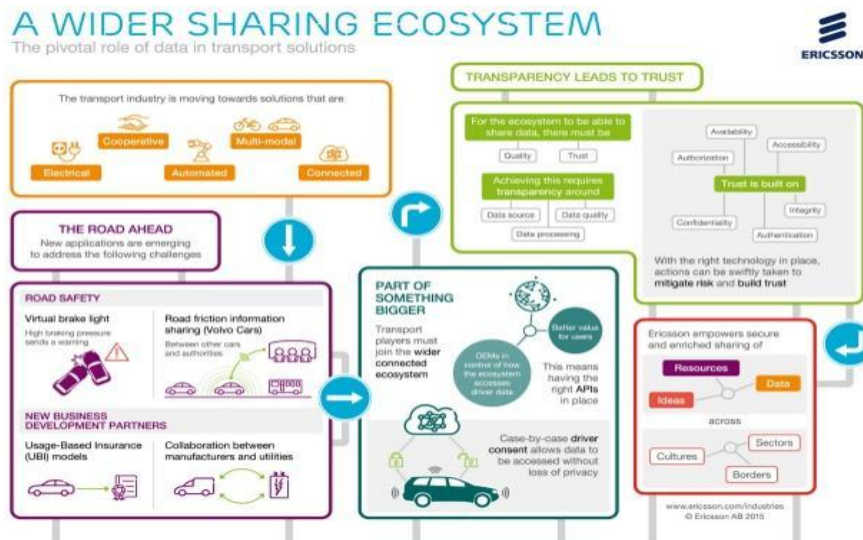 A WIDER SHARING ECOSYSTEM
The pivotal role of data in transport solutions
ERICSSON
The transport industry is moving towards solutions that are
Cooperative
Multi-modal
Electrical
Automated
Connected
THE ROAD AHEAD
New applications are emerging
to address the following challenges
ROAD SAFETY
Virtual brake light
High braking pressure
sends a warning
Road friction information
sharing (Volvo Cars)
Between other cars
and authorities
NEW BUSINESS
DEVELOPMENT PARTNERS
Usage-Based Insurance
(UBI) models
Collaboration between
manufacturers and utilities
PART OF
SOMETHING
BIGGER
Transport
players must
join the wider
connected
ecosystem
Better value
for users
OEMs in
control of how
the ecosystem
accesses
driver data
This means
having the
right APIs
in place
Case-by-case driver
consent allows data to
be accessed without
loss of privacy
TRANSPARENCY LEADS TO TRUST
For the ecosystem to be able to
share data, there must be
Quality
Trust
Achieving this requires
transparency around
Data source
Data quality
Data processing
Availability
Accessibility
Authorization
Trust is built on
Integrity
Confidentiality
Authentication
With the right technology in place,
actions can be swiftly taken to
mitigate risk and build trust
Ericsson empowers secure
and enriched sharing of
Resources
Data
Ideas
across
Sectors
Cultures
Borders
www.ericsson.com/industries
© Ericsson AB 2015